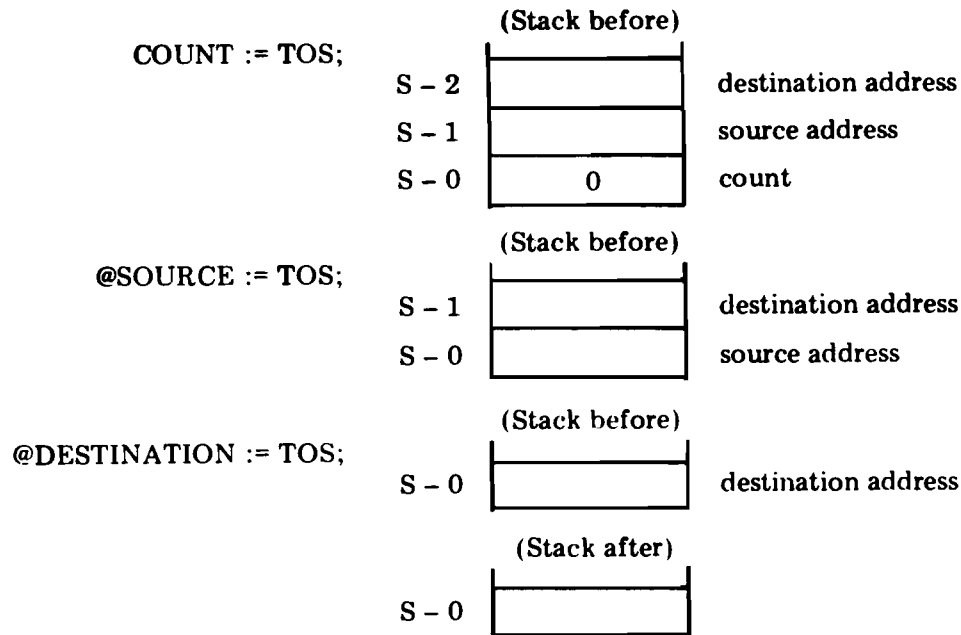 (Stack before)
COUNT := TOS;
S – 2 destination address
S – 1 source address
S – 0 0 count
(Stack before)
@SOURCE := TOS;
S – 1 destination address
S – 0 source address
(Stack before)
@DESTINATION := TOS;
S – 0 destination address
(Stack after)
S – 0